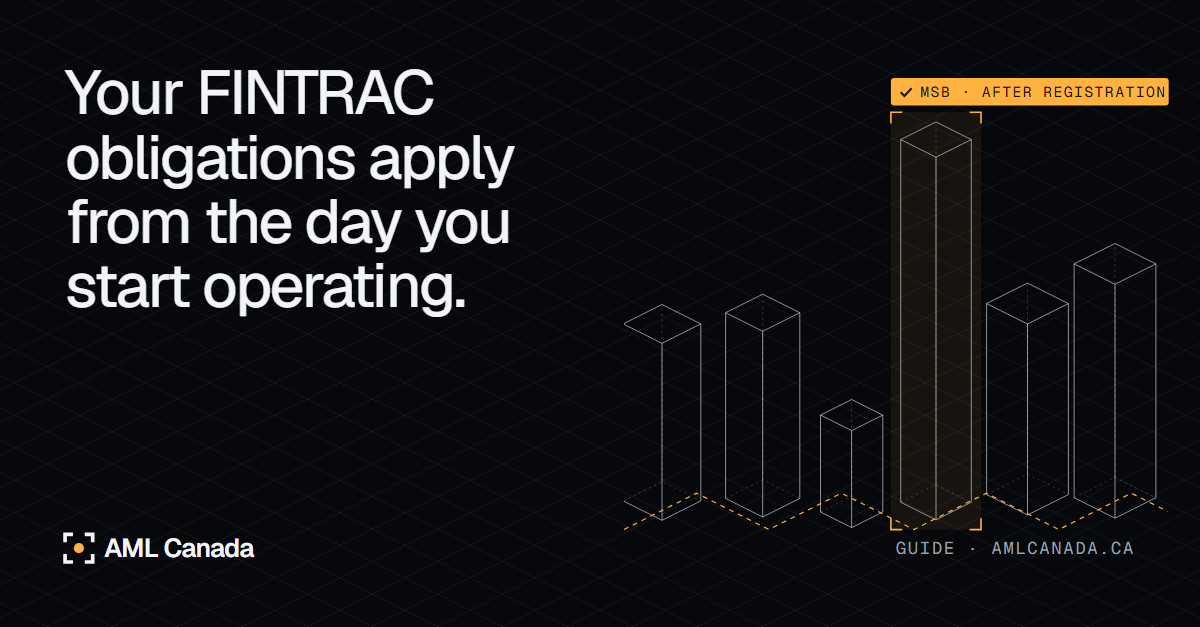 Your FINTRAC
obligations apply
from the day you
start operating.
MSB · AFTER REGISTRATION
AML Canada
GUIDE · AMLCANADA.CA